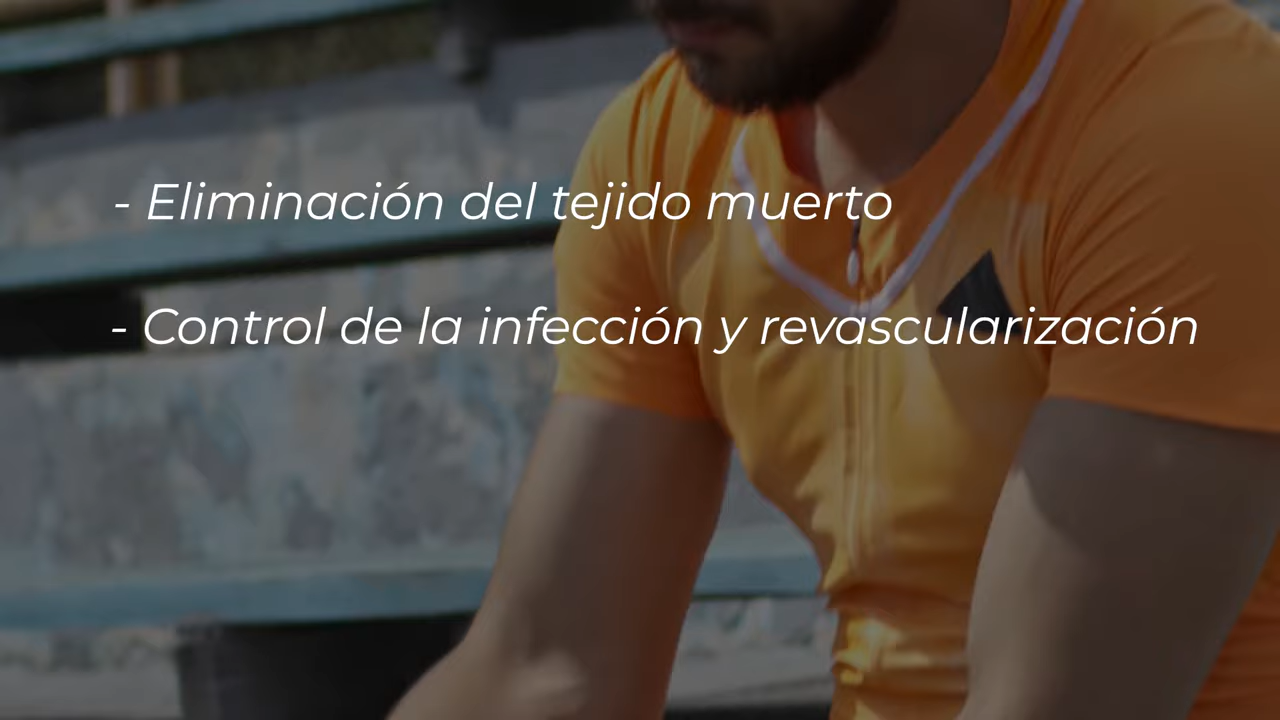 - Eliminación del tejido muerto
- Control de la infección y revascularización